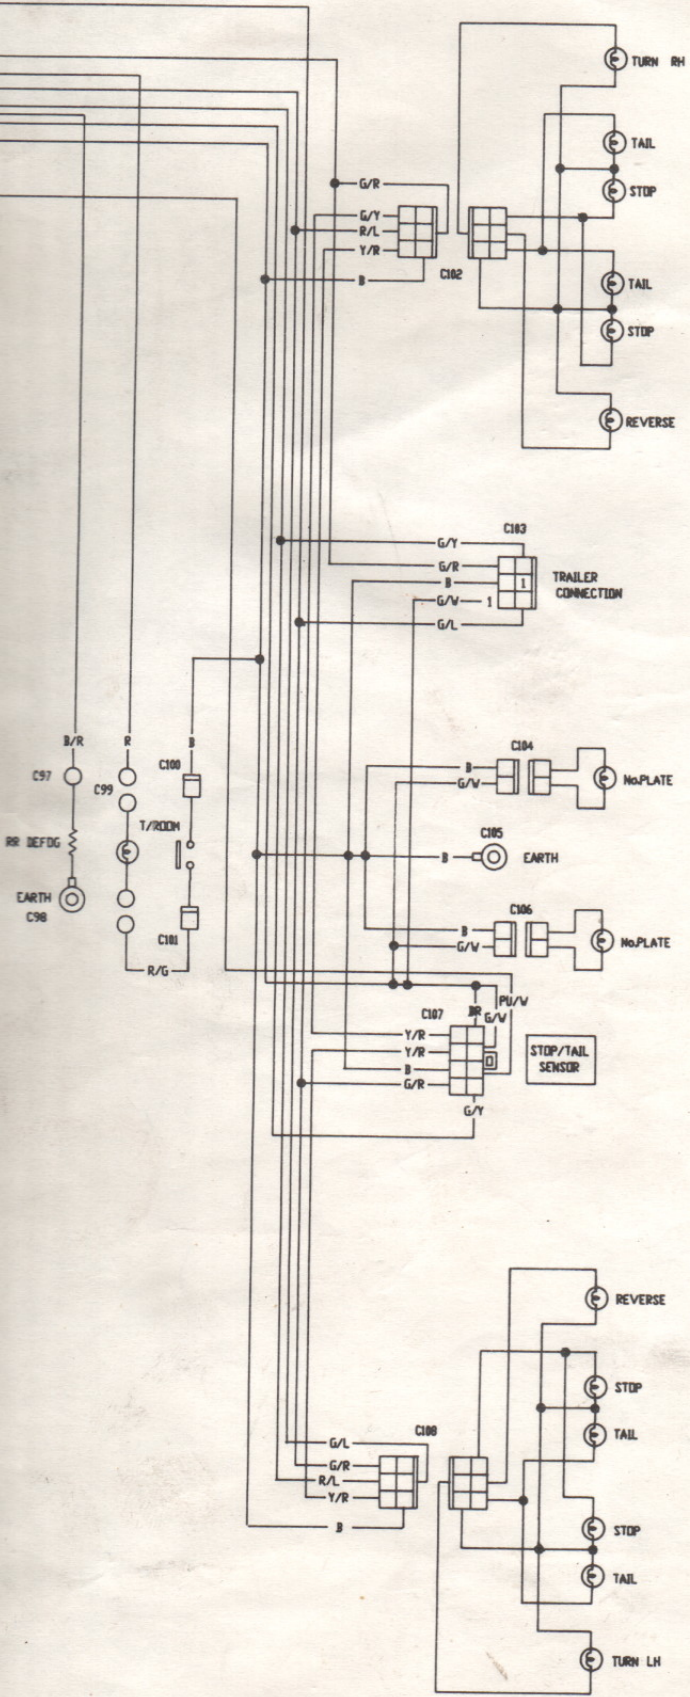 TURN RH
TAIL
STOP
G/R
G/Y
R/L
Y/R
B
C102
TAIL
STOP
REVERSE
C103
G/Y
G/R
B
1
G/W
1
G/L
TRAILER
CONNECTION
B/R
R
B
C97
C99
C100
C104
B
G/W
No.PLATE
T/ROOM
RR DEFOG
C105
B
EARTH
EARTH
C98
C101
R/G
C106
B
G/W
No.PLATE
C107
BR
G/W
PU/W
Y/R
Y/R
B
G/R
G/Y
STOP/TAIL
SENSOR
REVERSE
STOP
TAIL
C108
G/L
G/R
R/L
Y/R
B
STOP
TAIL
TURN LH